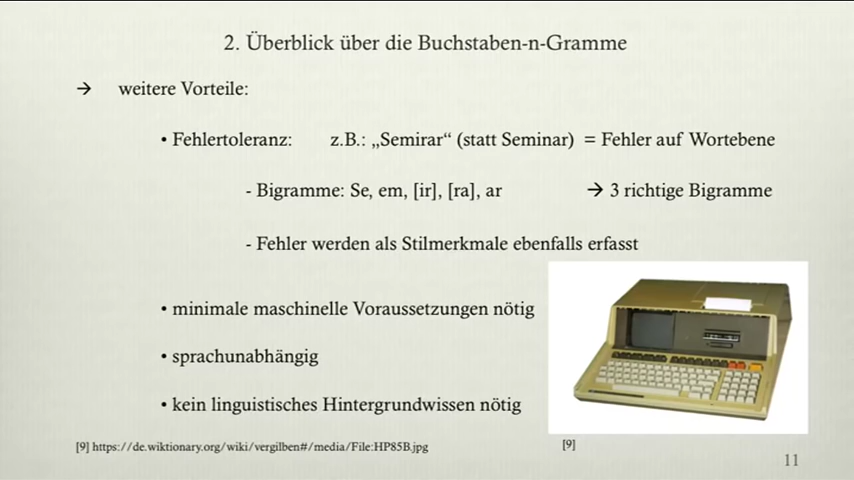 2. Überblick über die Buchstaben-n-Gramme
→ weitere Vorteile:
• Fehlertoleranz: z.B.: „Semirar“ (statt Seminar) = Fehler auf Wortebene
- Bigramme: Se, em, [ir], [ra], ar → 3 richtige Bigramme
- Fehler werden als Stilmerkmale ebenfalls erfasst
• minimale maschinelle Voraussetzungen nötig
• sprachunabhängig
• kein linguistisches Hintergrundwissen nötig
[9] https://de.wiktionary.org/wiki/vergilben#/media/File:HP85B.jpg [9]
11